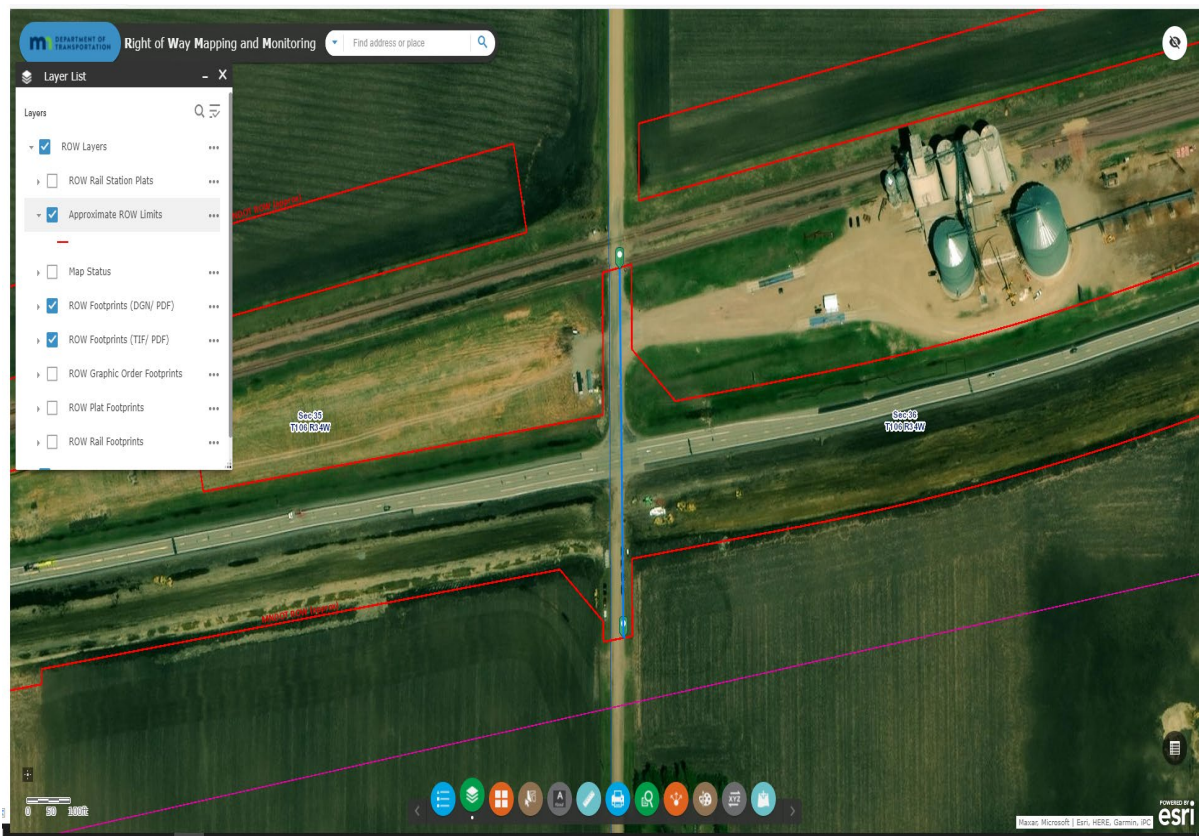 DEPARTMENT OF
TRANSPORTATION
Right of Way Mapping and Monitoring
Find address or place
Layer List
Layers
ROW Layers
ROW Rail Station Plats
Approximate ROW Limits
Map Status
ROW Footprints (DGN/ PDF)
ROW Footprints (TIF/ PDF)
ROW Graphic Order Footprints
ROW Plat Footprints
ROW Rail Footprints
Sec 35
T106 R34W
Sec 36
T106 R34W
0 50 100ft
XYZ
Maxar, Microsoft | Esri, HERE, Garmin, iPC
POWERED BY
esri